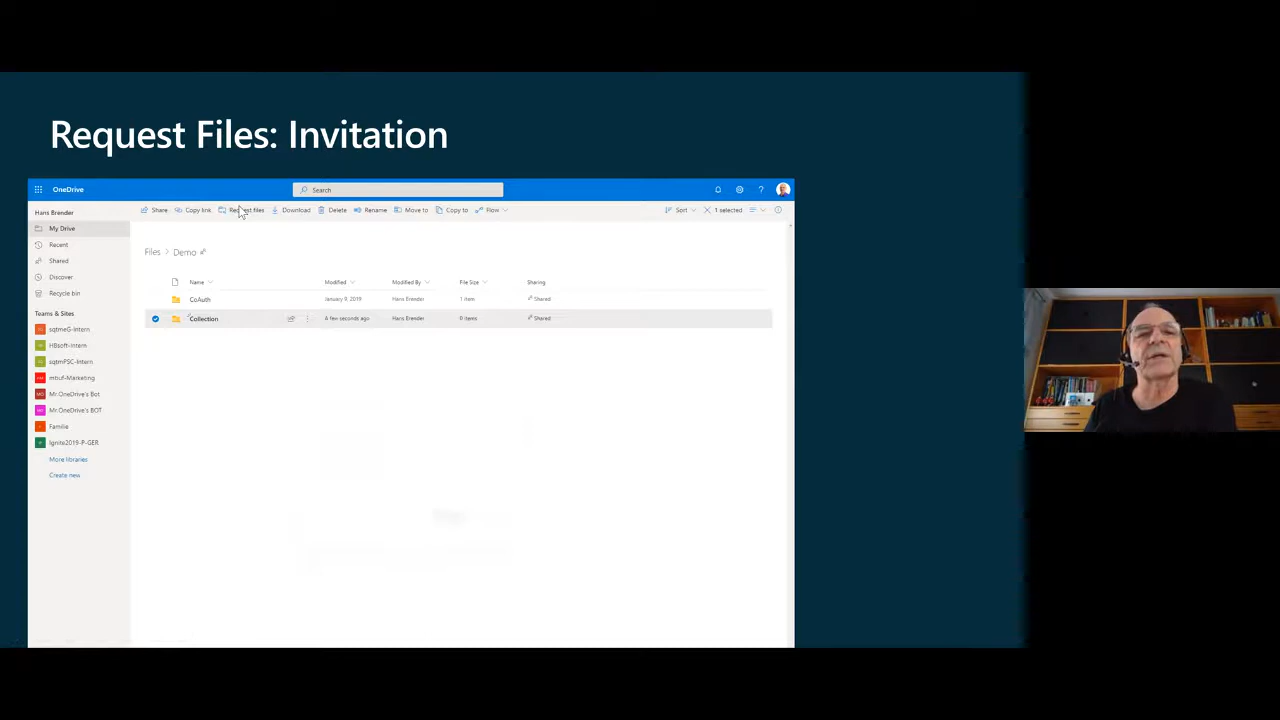 Request Files: Invitation
OneDrive
Search
Hans Brender
Share Copy link Request files Download Delete Rename Move to Copy to Flow Sort 1 selected
My Drive
Recent
Shared
Discover
Recycle bin
Files > Demo
Name Modified Modified By File Size Sharing
CoAuth January 9, 2019 Hans Brender 1 item Shared
Collection A few seconds ago Hans Brender 0 items Shared
Teams & Sites
sqtmeG-Intern
HBsoft-Intern
sqtmPSC-Intern
mbuf-Marketing
Mr.OneDrive's Bot
Mr.OneDrive's BOT
Familie
Ignite2019-P-GER
More libraries
Create new